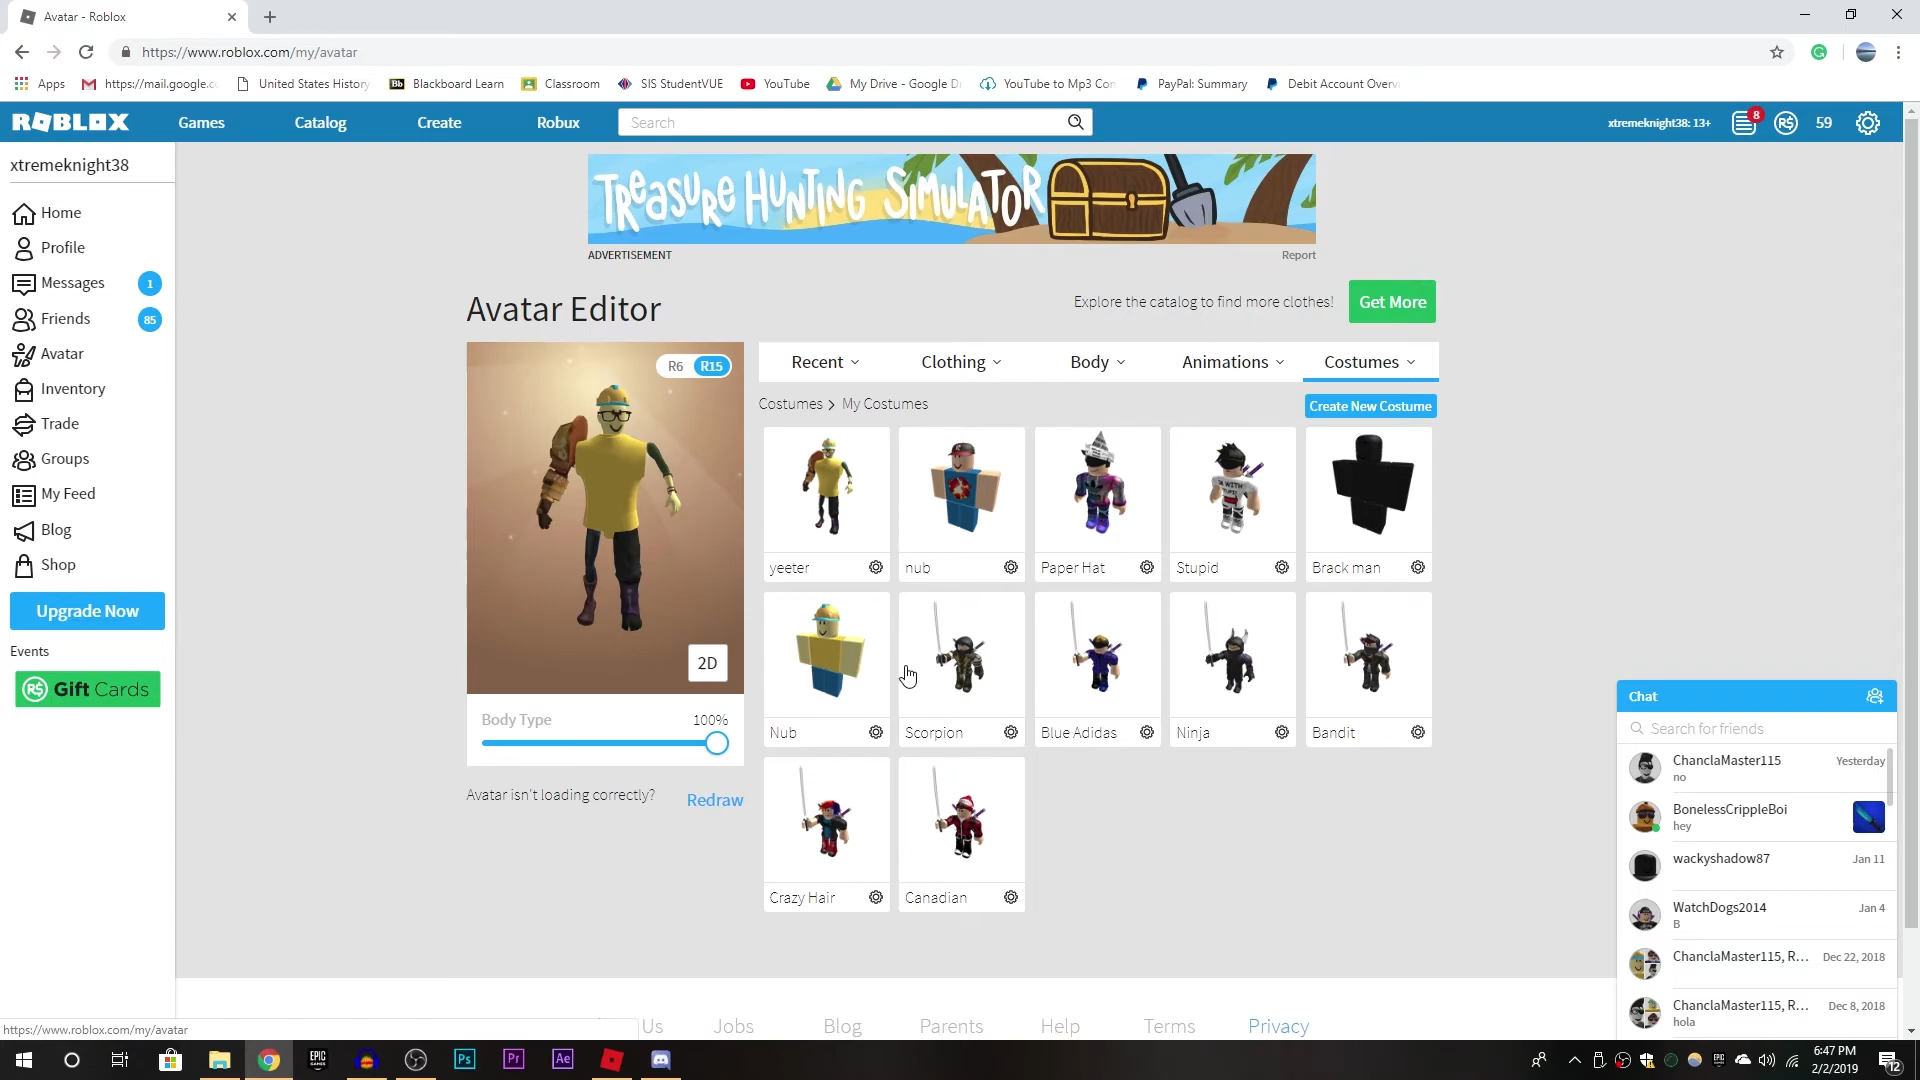 Avatar - Roblox
https://www.roblox.com/my/avatar
Apps
https://mail.google.c
United States History
Bb Blackboard Learn
Classroom
SIS StudentVUE
YouTube
My Drive - Google D
YouTube to Mp3 Con
PayPal: Summary
Debit Account Overv
ROBLOX
Games
Catalog
Create
Robux
Search
xtremeknight38: 13+
8
R$
59
xtremeknight38
Home
Profile
Messages 1
Friends 85
Avatar
Inventory
Trade
Groups
My Feed
Blog
Shop
Upgrade Now
Events
R$ Gift Cards
TREASURE HUNTING SIMULATOR
ADVERTISEMENT
Report
Avatar Editor
Explore the catalog to find more clothes!
Get More
R6 R15
2D
Body Type 100%
Avatar isn't loading correctly?
Redraw
Recent
Clothing
Body
Animations
Costumes
Costumes > My Costumes
Create New Costume
yeeter
nub
Paper Hat
Stupid
Brack man
Nub
Scorpion
Blue Adidas
Ninja
Bandit
Crazy Hair
Canadian
Chat
Search for friends
ChanclaMaster115 Yesterday
no
BonelessCrippleBoi
hey
wackyshadow87 Jan 11
WatchDogs2014 Jan 4
B
ChanclaMaster115, R... Dec 22, 2018
ChanclaMaster115, R... Dec 8, 2018
hola
https://www.roblox.com/my/avatar
Us
Jobs
Blog
Parents
Help
Terms
Privacy
EPIC
GAMES
Ps
Pr
Ae
6:47 PM
2/2/2019
12